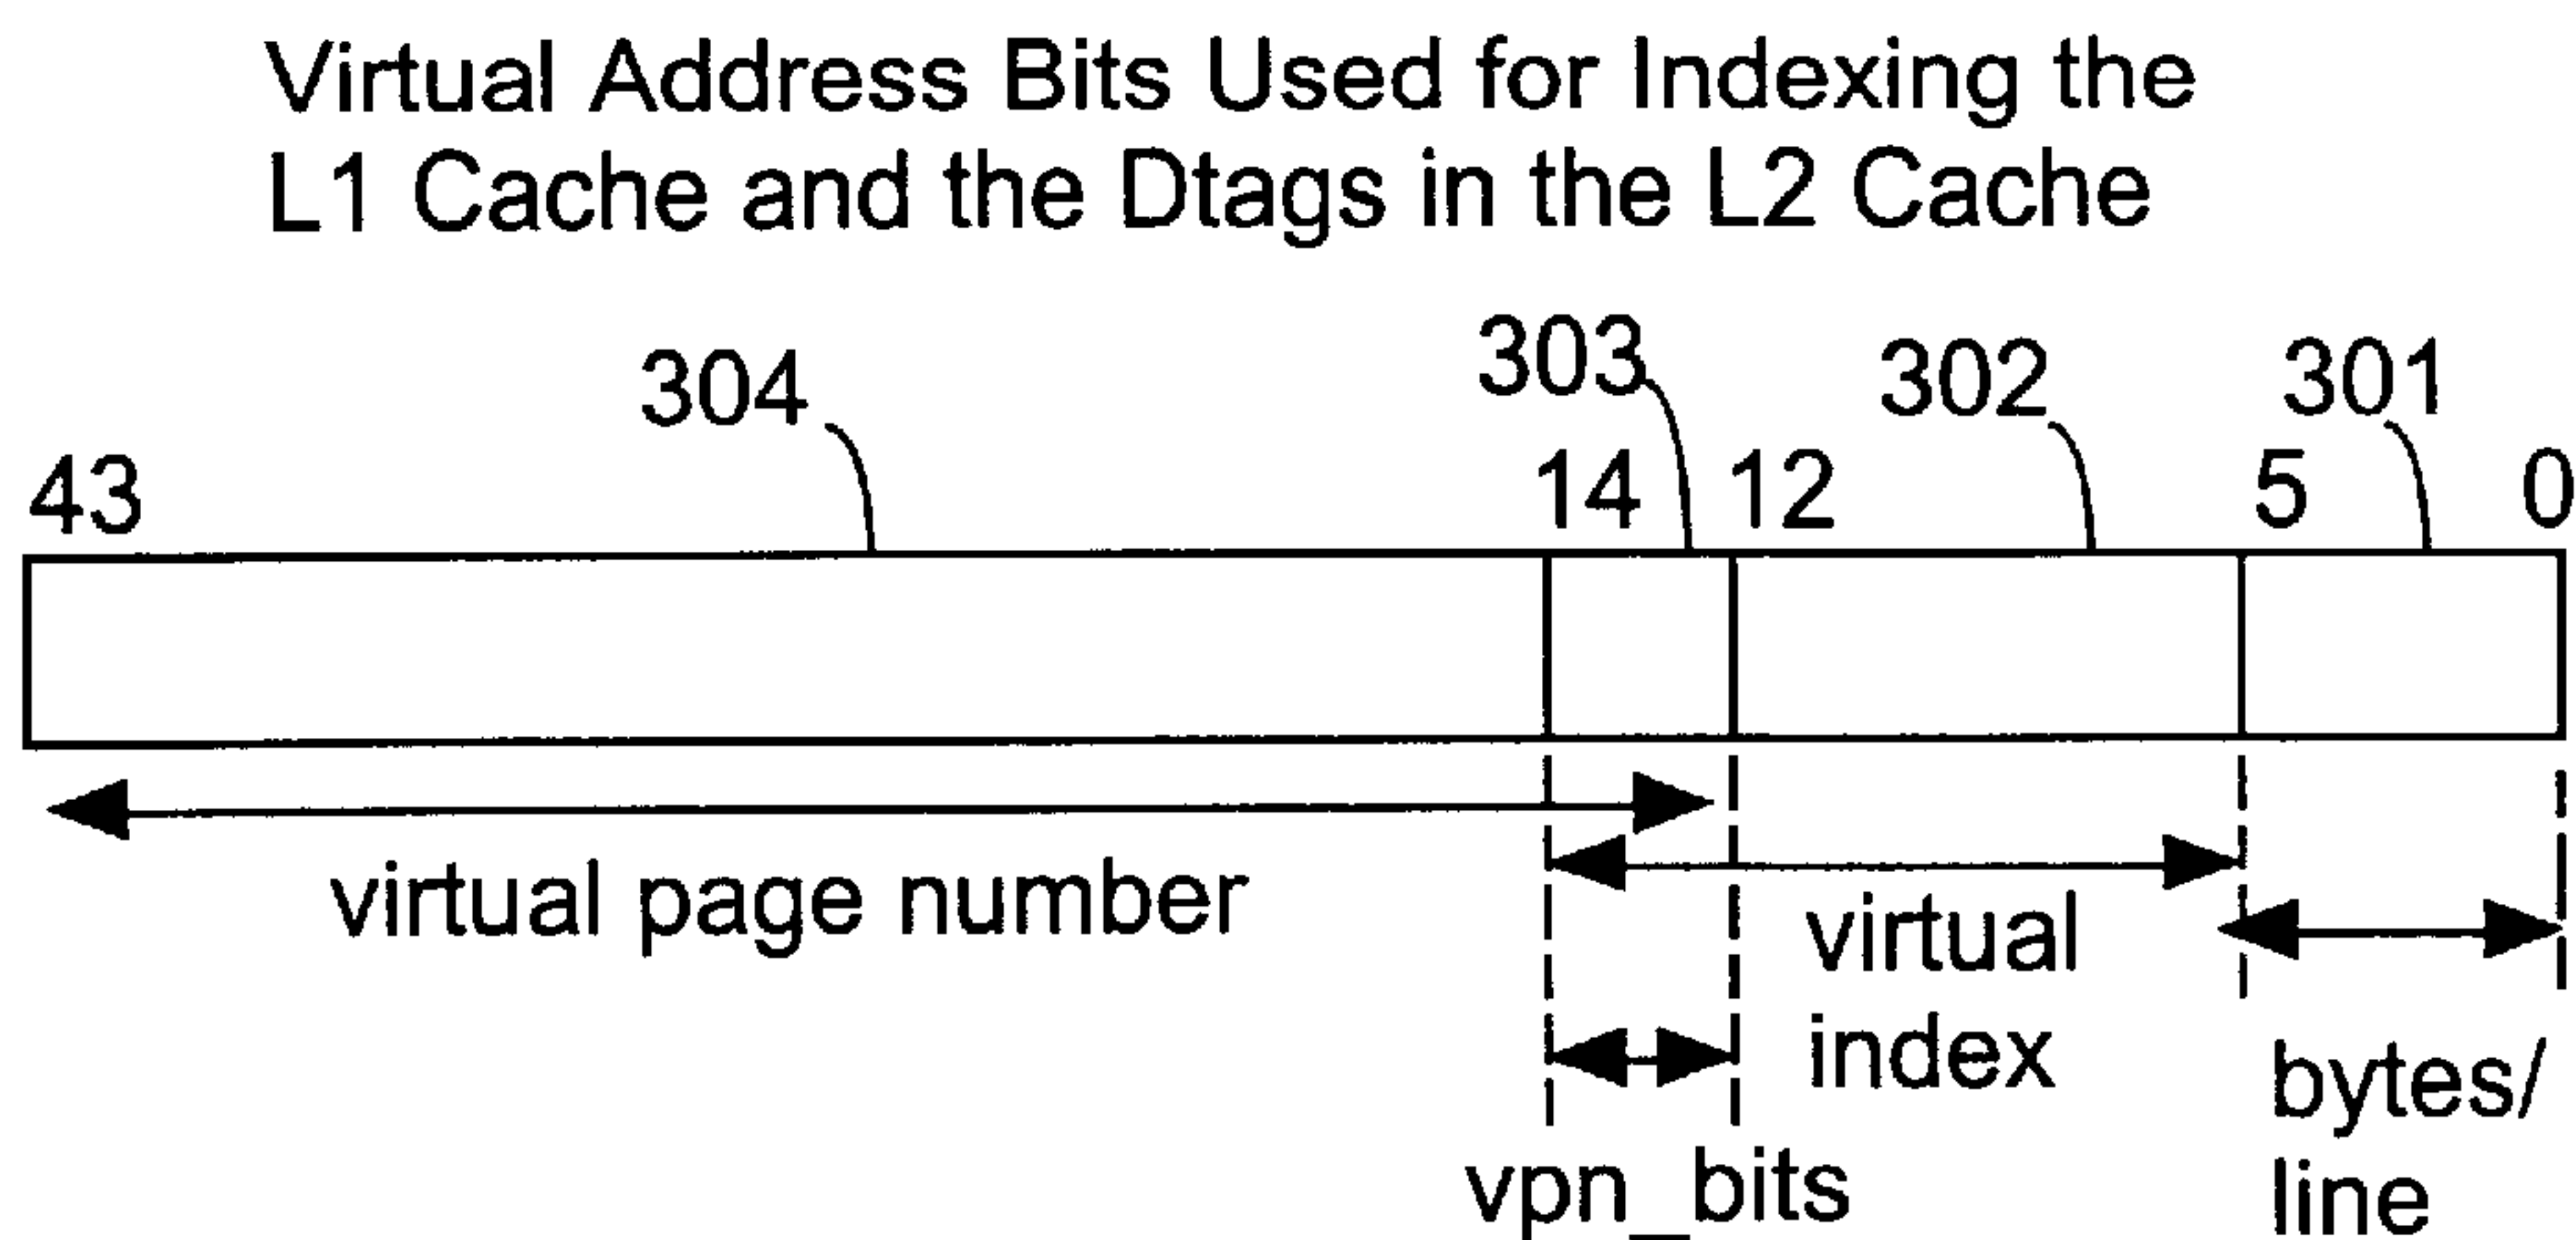 Virtual Address Bits Used for Indexing the
L1 Cache and the Dtags in the L2 Cache
304 303 302 301
43 14 12 5 0
virtual page number
virtual
index
bytes/
line
vpn_bits